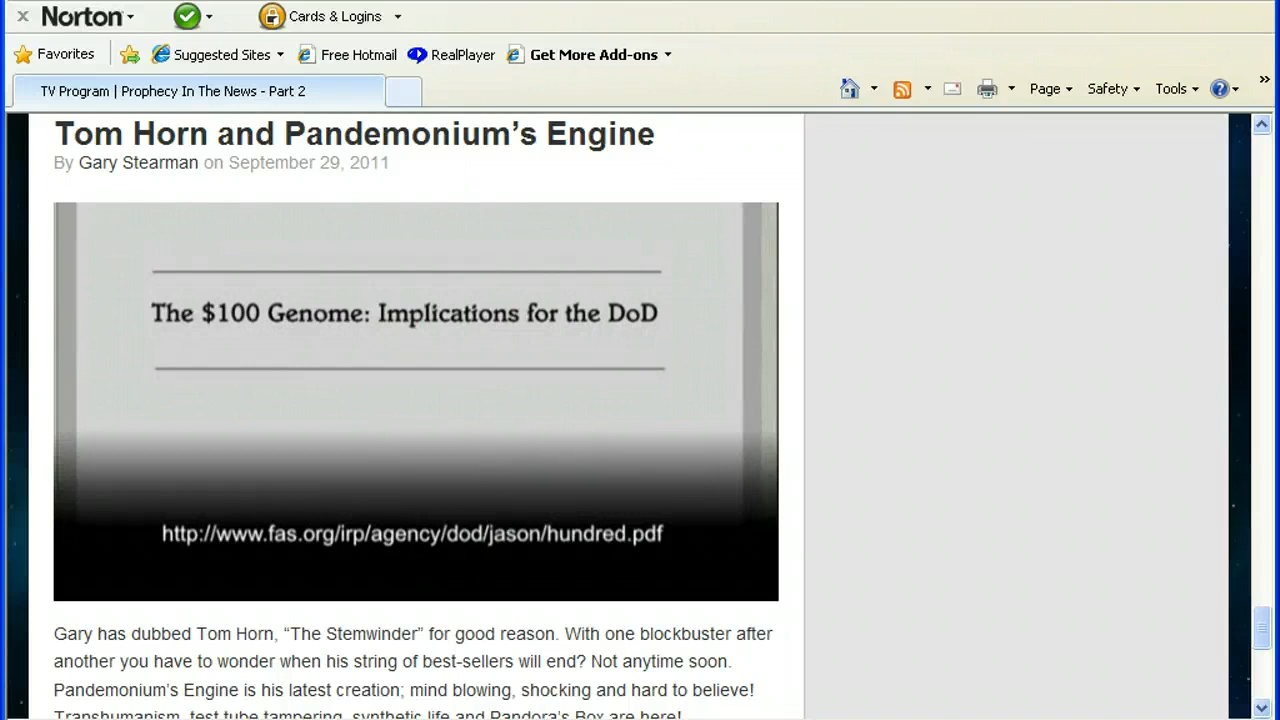 Norton
Cards & Logins
Favorites
Suggested Sites
Free Hotmail
RealPlayer
Get More Add-ons
TV Program | Prophecy In The News - Part 2
Page
Safety
Tools
Tom Horn and Pandemonium’s Engine
By Gary Stearman on September 29, 2011
The $100 Genome: Implications for the DoD
http://www.fas.org/irp/agency/dod/jason/hundred.pdf
Gary has dubbed Tom Horn, “The Stemwinder” for good reason. With one blockbuster after
another you have to wonder when his string of best-sellers will end? Not anytime soon.
Pandemonium’s Engine is his latest creation; mind blowing, shocking and hard to believe!
Transhumanism, test tube tampering, synthetic life and Pandora’s Box are here!